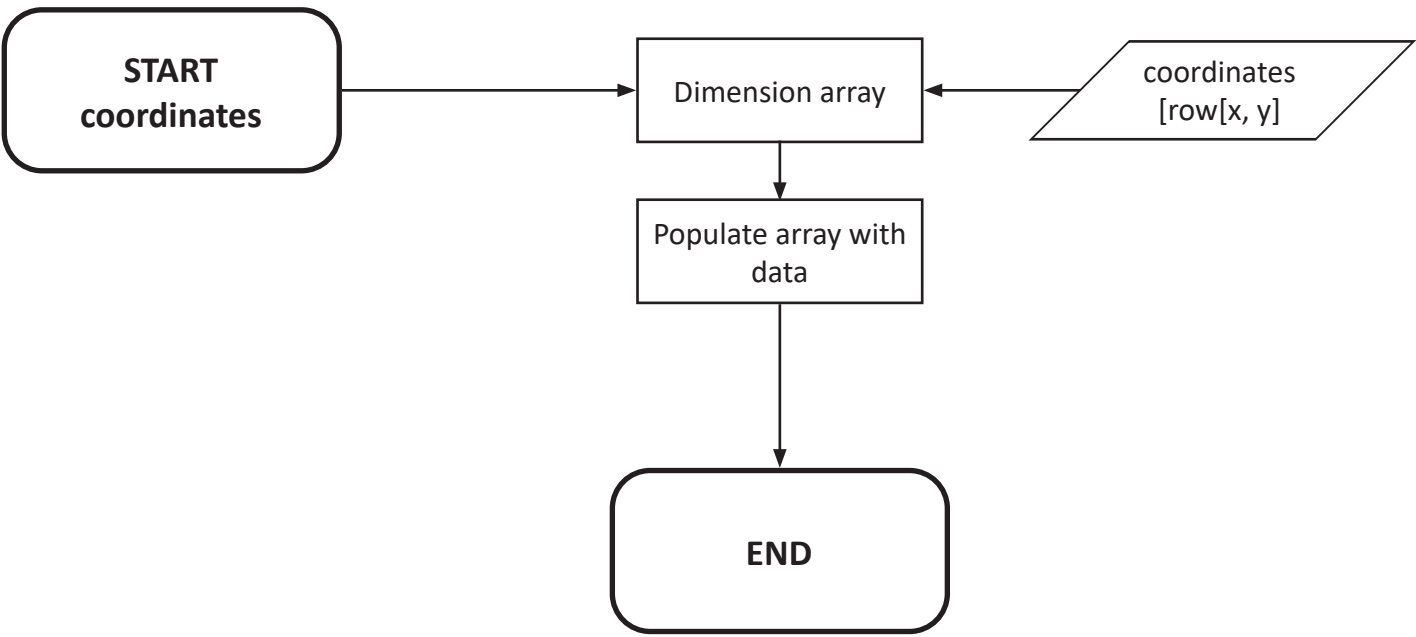 START
coordinates
Dimension array
coordinates
[row[x, y]
Populate array with
data
END